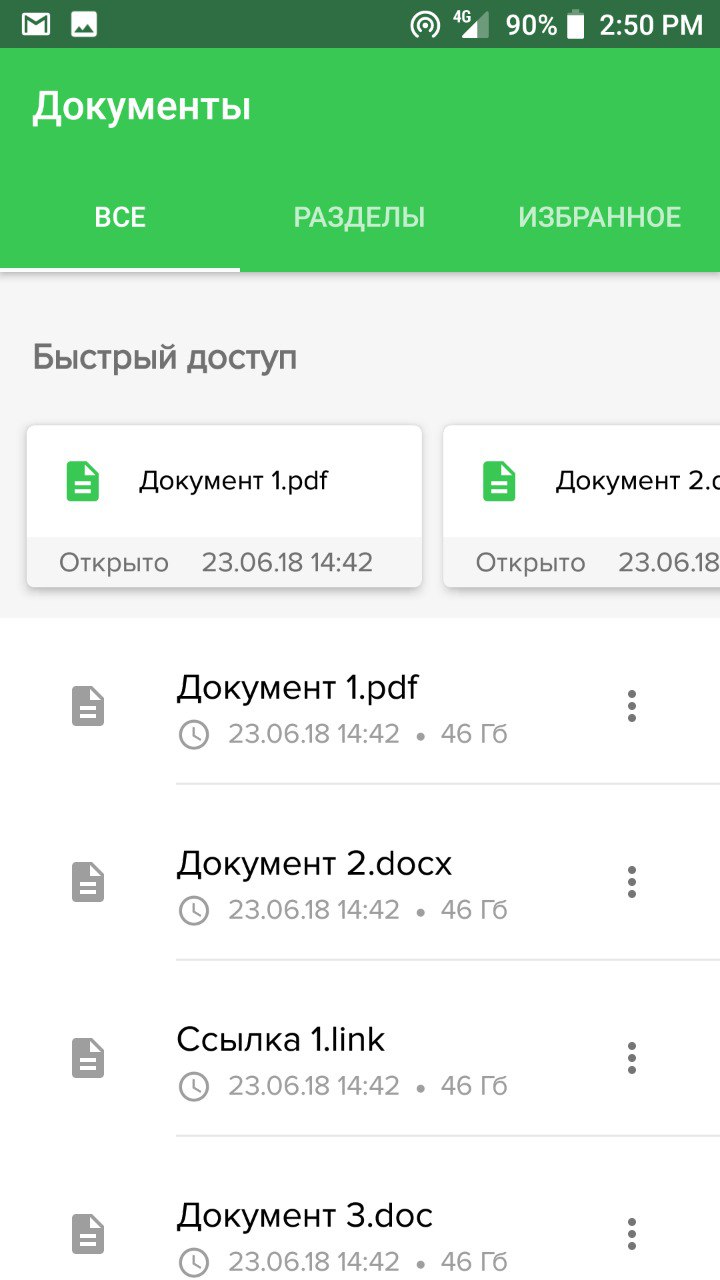 4G 90% 2:50 PM
Документы
ВСЕ РАЗДЕЛЫ ИЗБРАННОЕ
Быстрый доступ
Документ 1.pdf Документ 2.d
Открыто 23.06.18 14:42 Открыто 23.06.18
Документ 1.pdf
23.06.18 14:42 • 46 Гб
Документ 2.docx
23.06.18 14:42 • 46 Гб
Ссылка 1.link
23.06.18 14:42 • 46 Гб
Документ 3.doc
23.06.18 14:42 • 46 Гб